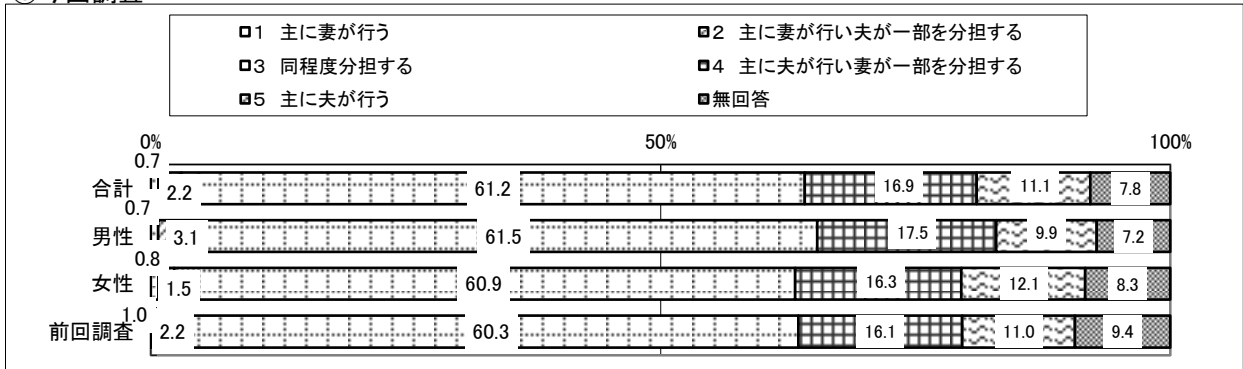 1 主に妻が行う 2 主に妻が行い夫が一部を分担する
3 同程度分担する 4 主に夫が行い妻が一部を分担する
5 主に夫が行う 無回答
0% 50% 100%
0.7
合計 2.2 61.2 16.9 11.1 7.8
0.7
男性 3.1 61.5 17.5 9.9 7.2
0.8
女性 1.5 60.9 16.3 12.1 8.3
1.0
前回調査 2.2 60.3 16.1 11.0 9.4